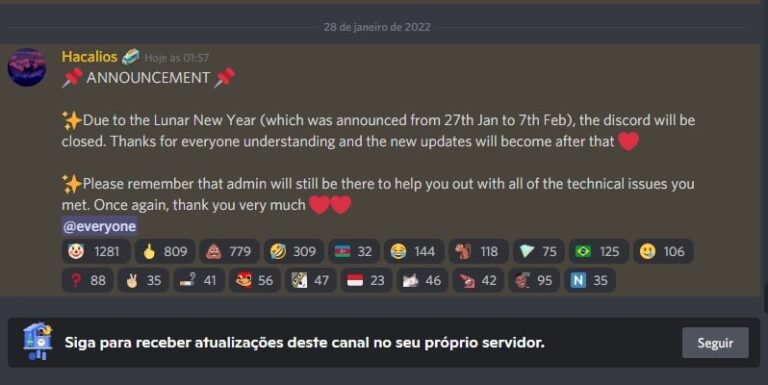 28 de janeiro de 2022
Hacalios Hoje às 01:57
📌 ANNOUNCEMENT 📌
✨Due to the Lunar New Year (which was announced from 27th Jan to 7th Feb), the discord will be
closed. Thanks for everyone understanding and the new updates will become after that ❤️
✨Please remember that admin will still be there to help you out with all of the technical issues you
met. Once again, thank you very much ❤️❤️
@everyone
1281 809 779 309 32 144 118 75 125 106
88 35 41 56 47 23 46 42 95 N 35
Siga para receber atualizações deste canal no seu próprio servidor. Seguir